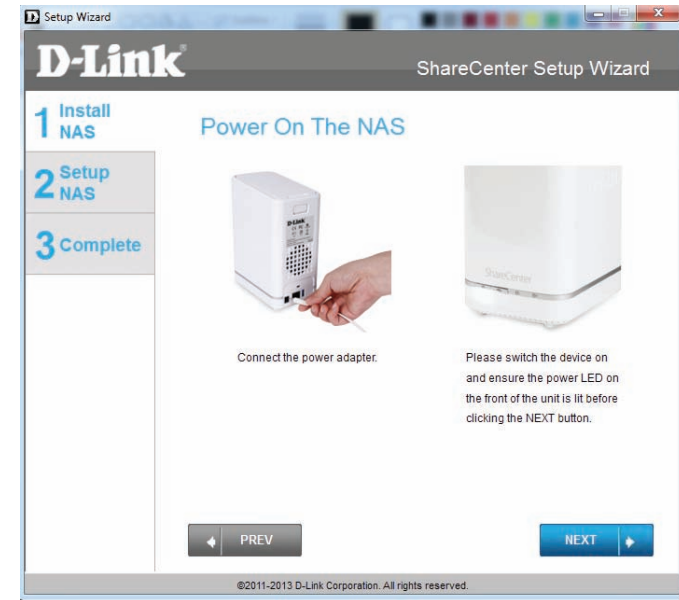 Setup Wizard
D-Link
ShareCenter Setup Wizard
1 Install
NAS
2 Setup
NAS
3 Complete
Power On The NAS
D-Link
ShareCenter
Connect the power adapter.
Please switch the device on
and ensure the power LED on
the front of the unit is lit before
clicking the NEXT button.
PREV
NEXT
©2011-2013 D-Link Corporation. All rights reserved.